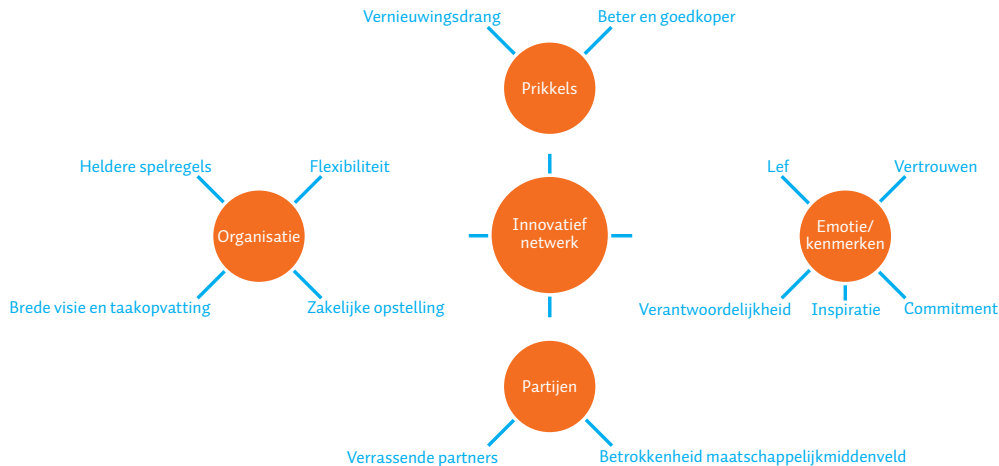 Vernieuwingsdrang
Beter en goedkoper
Prikkels
Heldere spelregels
Flexibiliteit
Organisatie
Brede visie en taakopvatting
Zakelijke opstelling
Innovatief
netwerk
Lef
Vertrouwen
Emotie/
kenmerken
Verantwoordelijkheid
Inspiratie
Commitment
Partijen
Verrassende partners
Betrokkenheid maatschappelijkmiddenveld